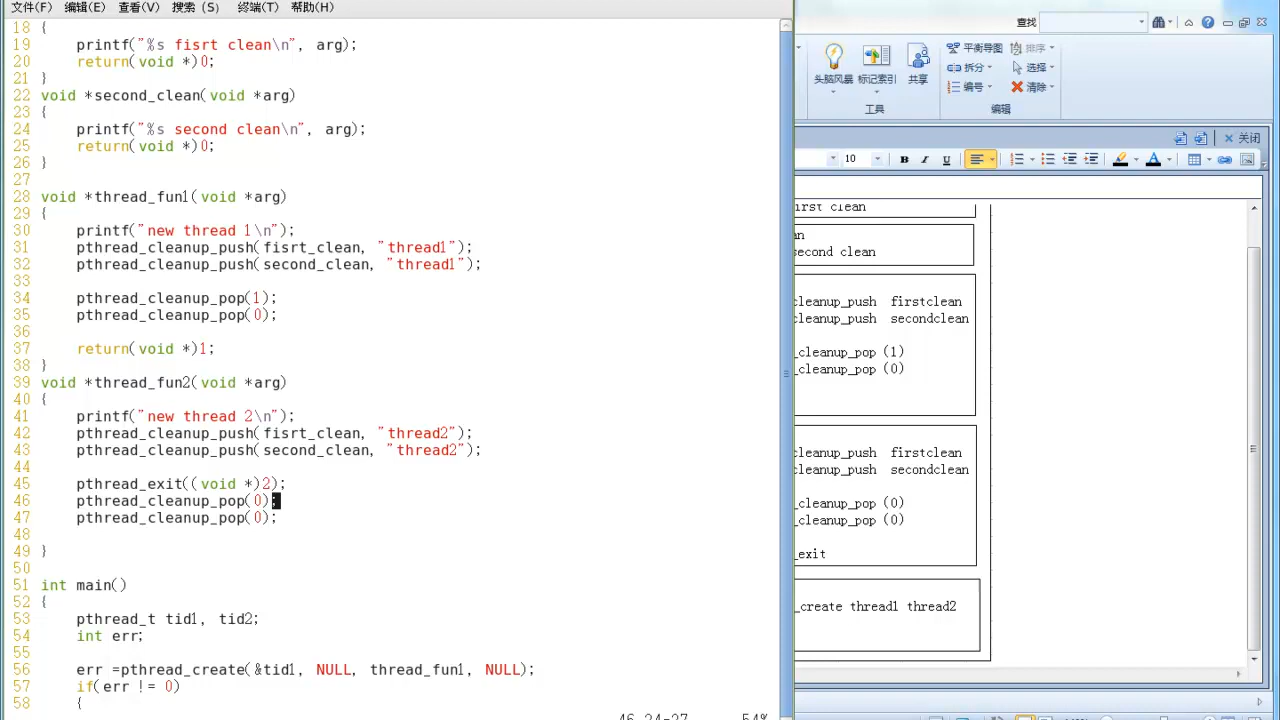 文件(F) 编辑(E) 查看(V) 搜索 (S) 终端(T) 帮助(H)
18 {
19 printf("%s fisrt clean\n", arg);
20 return(void *)0;
21 }
22 void *second_clean(void *arg)
23 {
24 printf("%s second clean\n", arg);
25 return(void *)0;
26 }
27
28 void *thread_fun1(void *arg)
29 {
30 printf("new thread 1\n");
31 pthread_cleanup_push(fisrt_clean, "thread1");
32 pthread_cleanup_push(second_clean, "thread1");
33
34 pthread_cleanup_pop(1);
35 pthread_cleanup_pop(0);
36
37 return(void *)1;
38 }
39 void *thread_fun2(void *arg)
40 {
41 printf("new thread 2\n");
42 pthread_cleanup_push(fisrt_clean, "thread2");
43 pthread_cleanup_push(second_clean, "thread2");
44
45 pthread_exit((void *)2);
46 pthread_cleanup_pop(0);
47 pthread_cleanup_pop(0);
48
49 }
50
51 int main()
52 {
53 pthread_t tid1, tid2;
54 int err;
55
56 err =pthread_create(&tid1, NULL, thread_fun1, NULL);
57 if(err != 0)
58 {
46,24-27 54%
查找
头脑风暴 标记索引 共享
工具
平衡导图 排序
拆分 选择
编号 清除
编辑
关闭
10 B I U A
irst clean
an
second clean
cleanup_push firstclean
cleanup_push secondclean
_cleanup_pop (1)
_cleanup_pop (0)
cleanup_push firstclean
cleanup_push secondclean
_cleanup_pop (0)
_cleanup_pop (0)
_exit
_create thread1 thread2